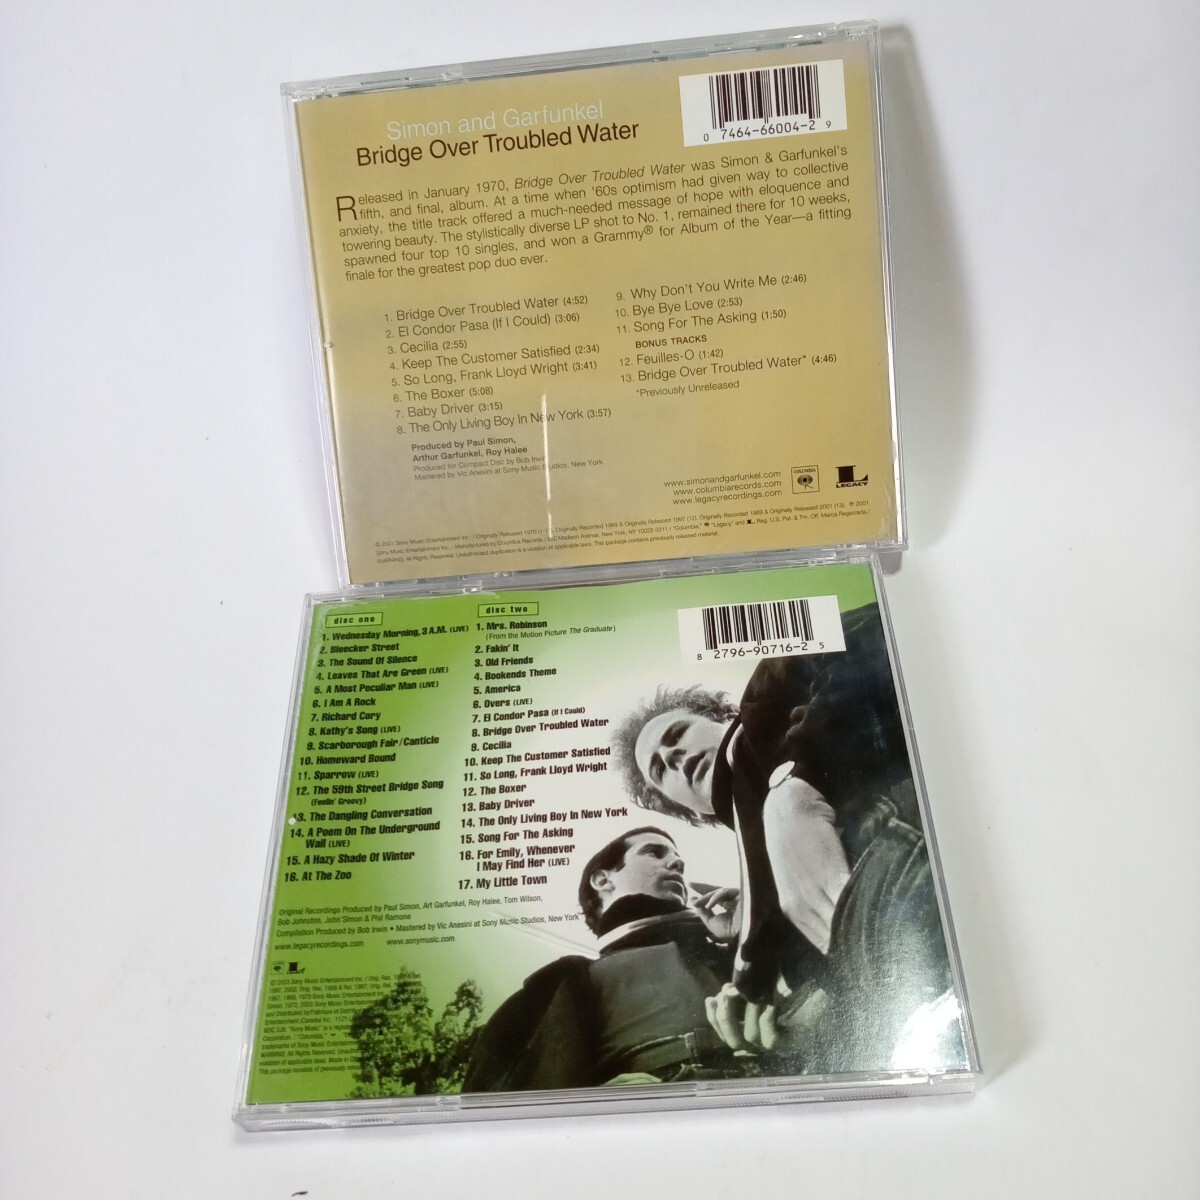 Simon and Garfunkel
Bridge Over Troubled Water
0 7464-66004-2 9
Released in January 1970, Bridge Over Troubled Water was Simon & Garfunkel's
fifth, and final, album. At a time when '60s optimism had given way to collective
anxiety, the title track offered a much-needed message of hope with eloquence and
towering beauty. The stylistically diverse LP shot to No. 1, remained there for 10 weeks,
spawned four top 10 singles, and won a Grammy® for Album of the Year—a fitting
finale for the greatest pop duo ever.
1. Bridge Over Troubled Water (4:52)
2. El Condor Pasa (If I Could) (3:06)
3. Cecilia (2:55)
4. Keep The Customer Satisfied (2:34)
5. So Long, Frank Lloyd Wright (3:41)
6. The Boxer (5:08)
7. Baby Driver (3:15)
8. The Only Living Boy In New York (3:57)
9. Why Don't You Write Me (2:46)
10. Bye Bye Love (2:53)
11. Song For The Asking (1:50)
BONUS TRACKS
12. Feuilles-O (1:42)
13. Bridge Over Troubled Water* (4:46)
*Previously Unreleased
Produced by Paul Simon,
Arthur Garfunkel, Roy Halee
Produced for Compact Disc by Bob Irwin
Mastered by Vic Anesini at Sony Music Studios, New York
www.simonandgarfunkel.com
www.columbiarecords.com
www.legacyrecordings.com
COLUMBIA
LEGACY
WARNING: All Rights Reserved. Unauthorized duplication is a violation of applicable laws. This package contains previously released material.
disc one
1. Wednesday Morning, 3 A.M. (LIVE)
2. Bleecker Street
3. The Sound Of Silence
4. Leaves That Are Green (LIVE)
5. A Most Peculiar Man (LIVE)
6. I Am A Rock
7. Richard Cory
8. Kathy's Song (LIVE)
9. Scarborough Fair/Canticle
10. Homeward Bound
11. Sparrow (LIVE)
12. The 59th Street Bridge Song
(Feelin' Groovy)
13. The Dangling Conversation
14. A Poem On The Underground
Wall (LIVE)
15. A Hazy Shade Of Winter
16. At The Zoo
disc two
1. Mrs. Robinson
(From the Motion Picture The Graduate)
2. Fakin' It
3. Old Friends
4. Bookends Theme
5. America
6. Overs (LIVE)
7. El Condor Pasa (If I Could)
8. Bridge Over Troubled Water
9. Cecilia
10. Keep The Customer Satisfied
11. So Long, Frank Lloyd Wright
12. The Boxer
13. Baby Driver
14. The Only Living Boy In New York
15. Song For The Asking
16. For Emily, Whenever
I May Find Her (LIVE)
17. My Little Town
8 2796-90716-2 5
Original Recordings Produced by Paul Simon, Art Garfunkel, Roy Halee, Tom Wilson,
Bob Johnston, John Simon & Phil Ramone
Compilation Produced by Bob Irwin • Mastered by Vic Anesini at Sony Music Studios, New York
www.legacyrecordings.com www.sonymusic.com